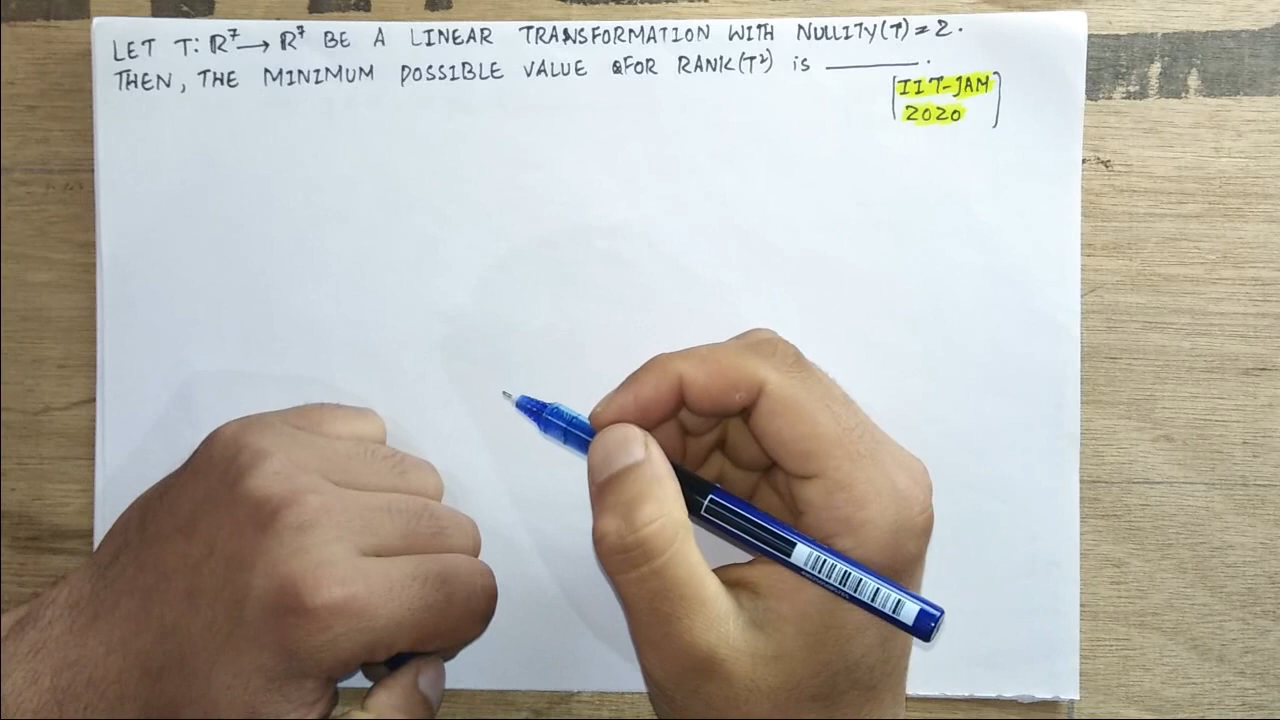 LET T: ℝ⁷ → ℝ⁷ BE A LINEAR TRANSFORMATION WITH NULLITY(T) = 2.
THEN, THE MINIMUM POSSIBLE VALUE FOR RANK(T²) is ______.
[IIT-JAM
2020]